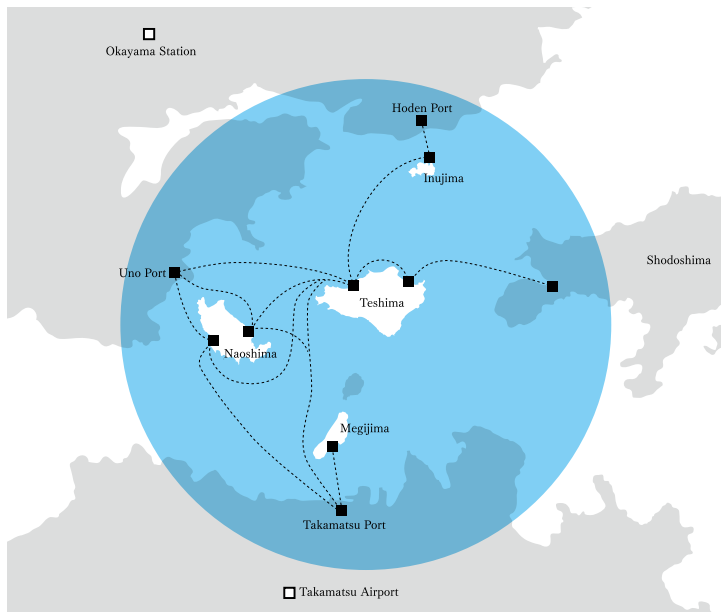 Okayama Station
Hoden Port
Inujima
Shodoshima
Uno Port
Teshima
Naoshima
Megijima
Takamatsu Port
Takamatsu Airport